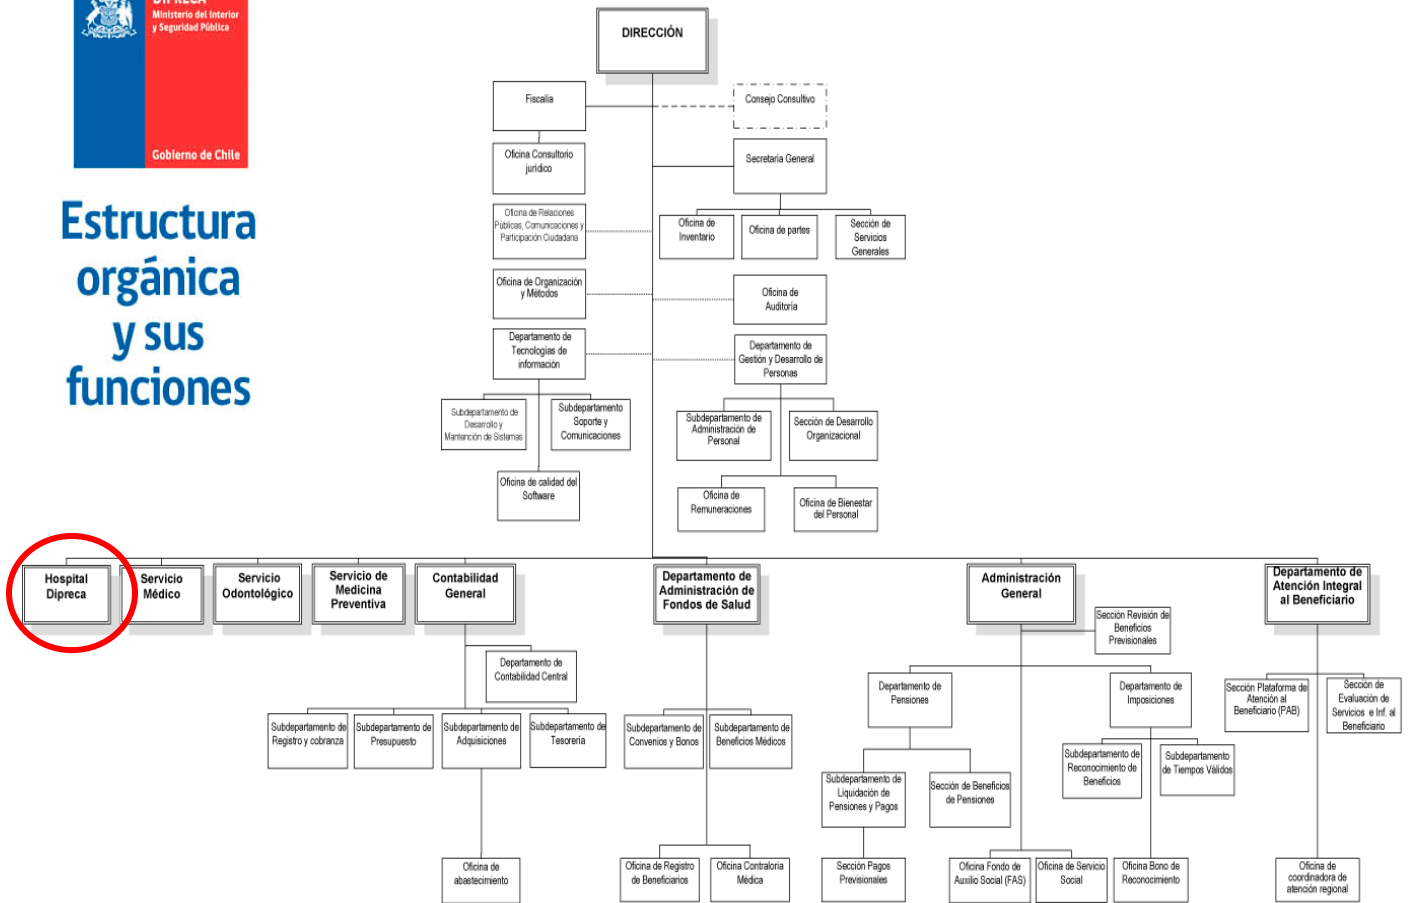 DIPRECA
Ministerio del Interior
y Seguridad Pública
Gobierno de Chile
Estructura
orgánica
y sus
funciones
DIRECCIÓN
Fiscalia
Consejo Consultivo
Oficina Consultorio
jurídico
Secretaría General
Oficina de Relaciones
Públicas, Comunicaciones y
Participación Ciudadana
Oficina de
Inventario
Oficina de partes
Sección de
Servicios
Generales
Oficina de Organización
y Métodos
Oficina de
Auditoria
Departamento de
Tecnologías de
información
Departamento de
Gestión y Desarrollo de
Personas
Subdepartamento de
Desarrollo y
Mantención de Sistemas
Subdepartamento
Soporte y
Comunicaciones
Subdepartamento de
Administración de
Personal
Sección de Desarrollo
Organizacional
Oficina de calidad del
Software
Oficina de
Remuneraciones
Oficina de Bienestar
del Personal
Hospital
Dipreca
Servicio
Médico
Servicio
Odontológico
Servicio de
Medicina
Preventiva
Contabilidad
General
Departamento de
Administración de
Fondos de Salud
Administración
General
Departamento de
Atención Integral
al Beneficiario
Sección Revisión de
Beneficios
Previsionales
Departamento de
Contabilidad Central
Departamento de
Pensiones
Departamento de
Imposiciones
Sección Plataforma de
Atención al
Beneficiario (PAB)
Sección de
Evaluación de
Servicios e Inf. al
Beneficiario
Subdepartamento de
Registro y cobranza
Subdepartamento de
Presupuesto
Subdepartamento de
Adquisiciones
Subdepartamento de
Tesorería
Subdepartamento de
Convenios y Bonos
Subdepartamento de
Beneficios Médicos
Subdepartamento de
Liquidación de
Pensiones y Pagos
Sección de Beneficios
de Pensiones
Subdepartamento de
Reconocimiento de
Beneficios
Subdepartamento
de Tiempos Válidos
Oficina de
abastecimiento
Oficina de Registro
de Beneficiarios
Oficina Contraloria
Médica
Sección Pagos
Previsionales
Oficina Fondo de
Auxilio Social (FAS)
Oficina de Servicio
Social
Oficina Bono de
Reconocimiento
Oficina de
coordinadora de
atención regional